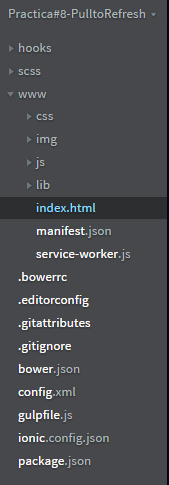 Practica#8-PulltoRefresh
hooks
scss
www
css
img
js
lib
index.html
manifest.json
service-worker.js
.bowerrc
.editorconfig
.gitattributes
.gitignore
bower.json
config.xml
gulpfile.js
ionic.config.json
package.json